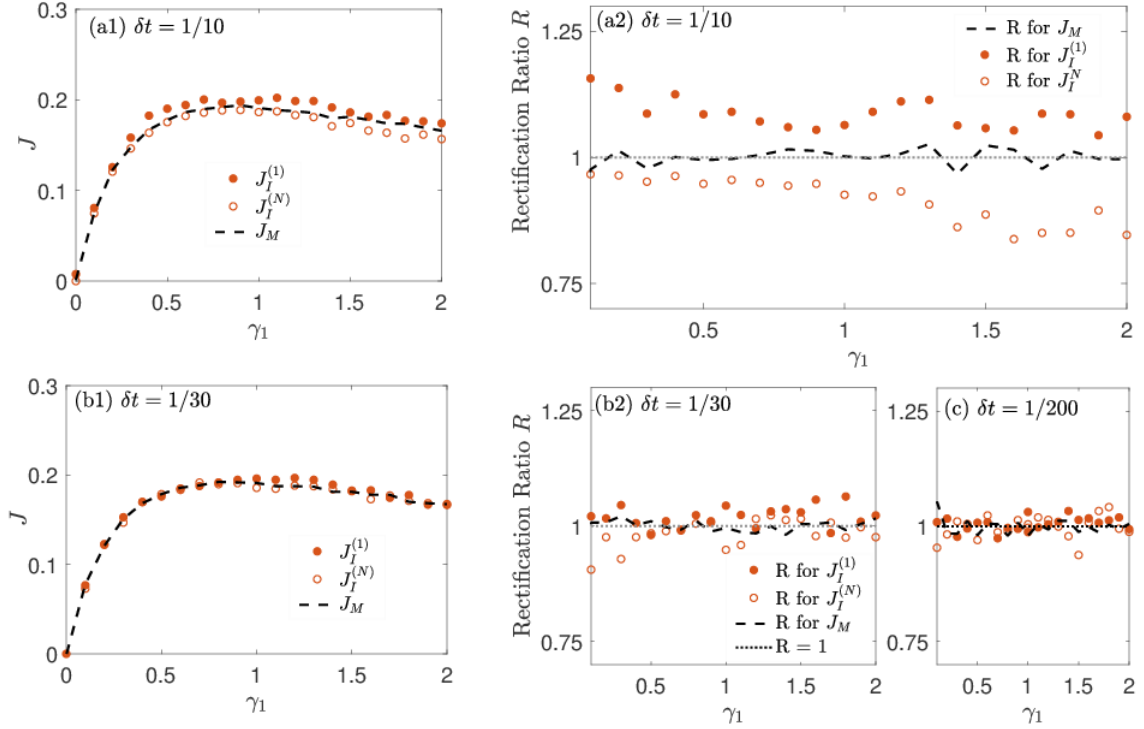 (a1) δt = 1/10
0.3
0.2
0.1
0
J
J_I^(1)
J_I^(N)
J_M
0 0.5 1 1.5 2
γ₁
(a2) δt = 1/10
1.25
1
0.75
Rectification Ratio R
R for J_M
R for J_I^(1)
R for J_I^N
0.5 1 1.5 2
γ₁
(b1) δt = 1/30
0.3
0.2
0.1
0
J
J_I^(1)
J_I^(N)
J_M
0 0.5 1 1.5 2
γ₁
(b2) δt = 1/30
1.25
1
0.75
Rectification Ratio R
R for J_I^(1)
R for J_I^(N)
R for J_M
R = 1
0.5 1 1.5 2
γ₁
(c) δt = 1/200
1.25
1
0.75
0.5 1 1.5 2
γ₁